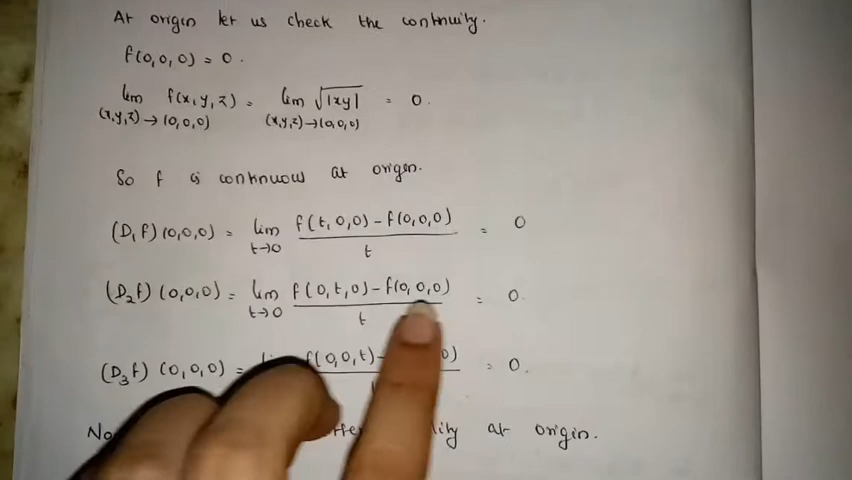 At origin let us check the continuity.
f(0,0,0) = 0.
lim f(x,y,z) = lim √|xy| = 0.
(x,y,z)→(0,0,0) (x,y,z)→(0,0,0)
So f is continuous at origin.
(D₁f)(0,0,0) = lim f(t,0,0) - f(0,0,0) = 0
t→0 t
(D₂f)(0,0,0) = lim f(0,t,0) - f(0,0,0) = 0.
t→0 t
(D₃f)(0,0,0) = f(0,0,t) - 0) = 0.
at origin.